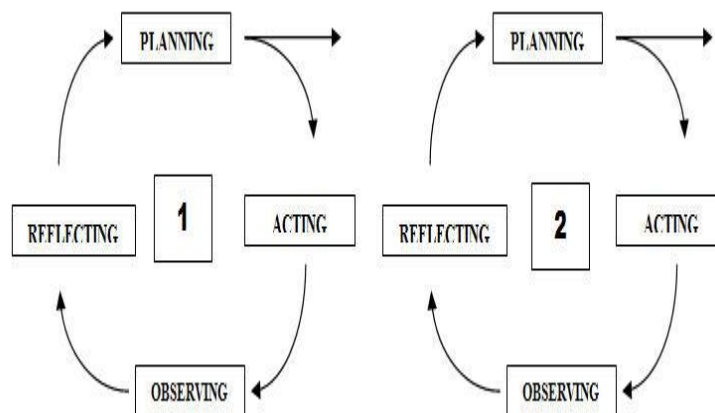 PLANNING
PLANNING
REFLECTING
1
ACTING
REFLECTING
2
ACTING
OBSERVING
OBSERVING